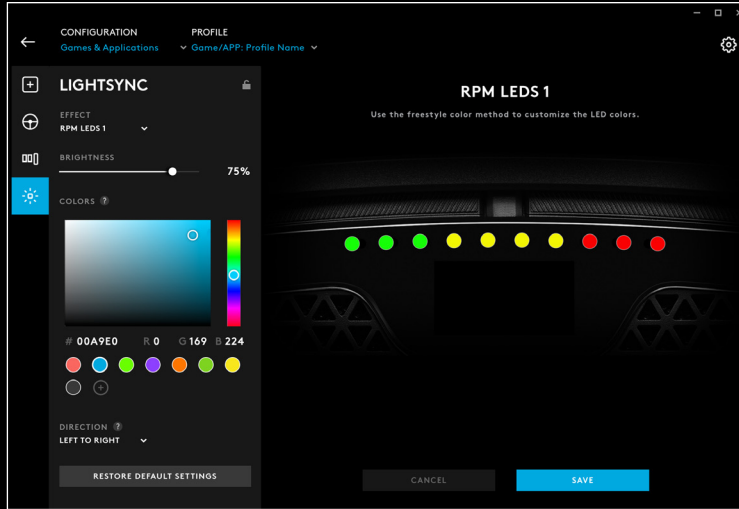 CONFIGURATION
PROFILE
Games & Applications
Game/APP: Profile Name
LIGHTSYNC
EFFECT
RPM LEDS 1
BRIGHTNESS
75%
COLORS ?
# 00A9E0 R 0 G 169 B 224
DIRECTION ?
LEFT TO RIGHT
RESTORE DEFAULT SETTINGS
RPM LEDS 1
Use the freestyle color method to customize the LED colors.
CANCEL
SAVE